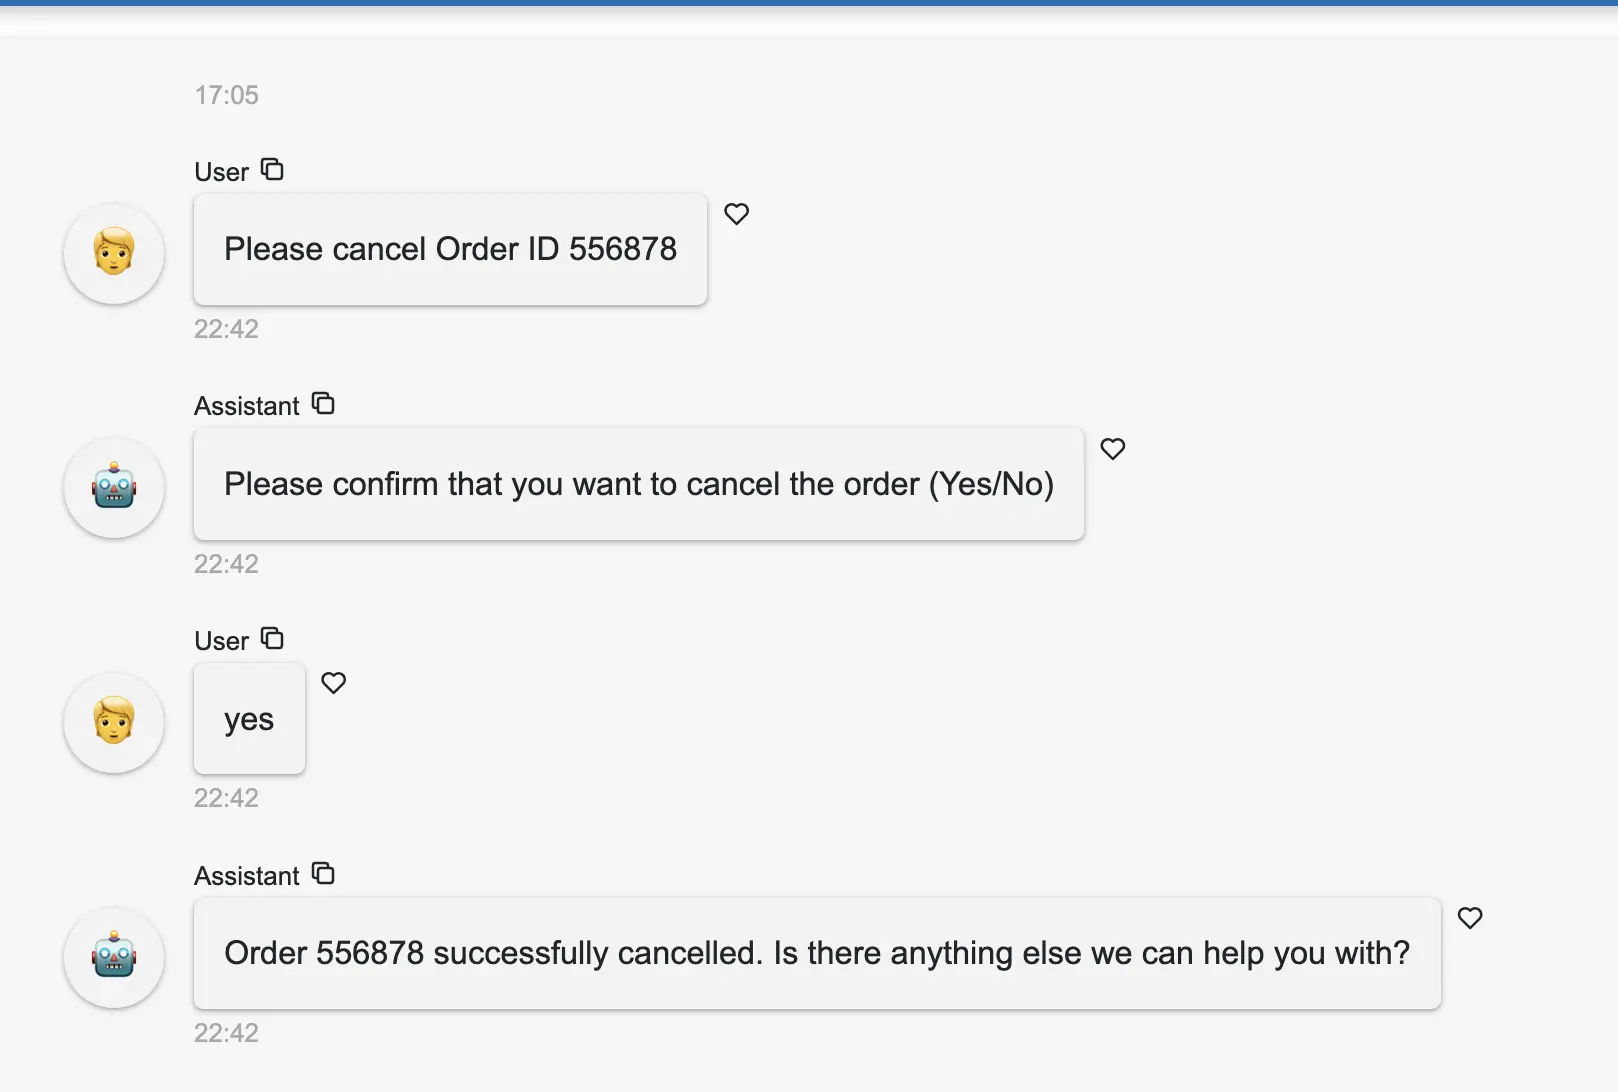 17:05
User
Please cancel Order ID 556878
22:42
Assistant
Please confirm that you want to cancel the order (Yes/No)
22:42
User
yes
22:42
Assistant
Order 556878 successfully cancelled. Is there anything else we can help you with?
22:42